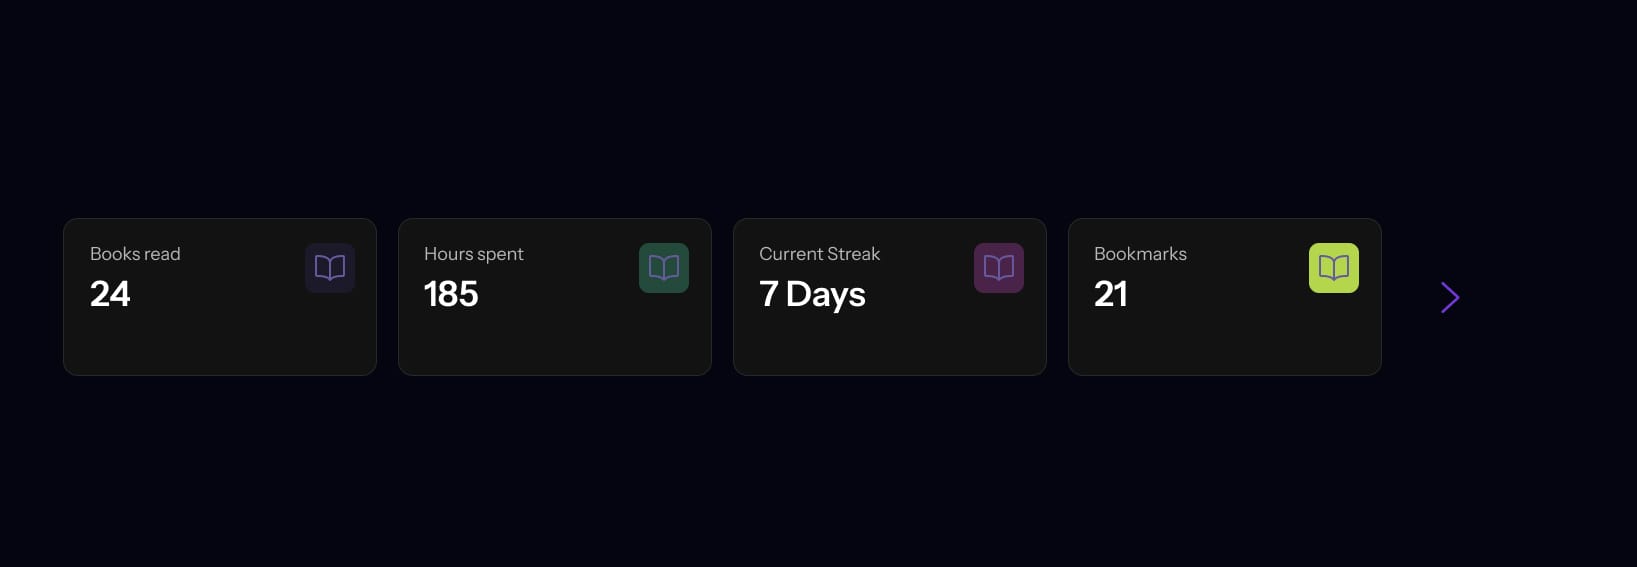 Books read
24
Hours spent
185
Current Streak
7 Days
Bookmarks
21